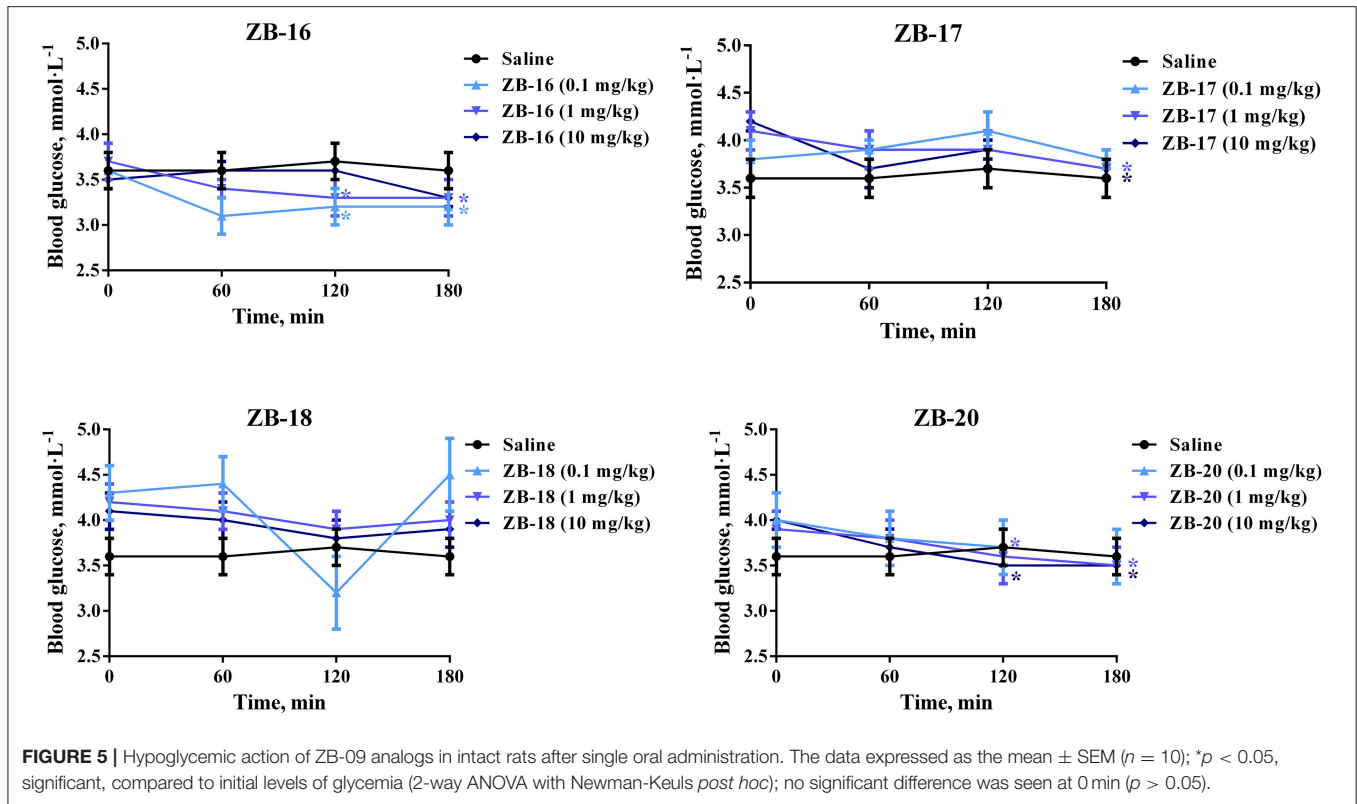 ZB-16
Blood glucose, mmol·L⁻¹
5.0
4.5
4.0
3.5
3.0
2.5
0 60 120 180
Time, min
* *
* *
Saline
ZB-16 (0.1 mg/kg)
ZB-16 (1 mg/kg)
ZB-16 (10 mg/kg)
ZB-17
Blood glucose, mmol·L⁻¹
5.0
4.5
4.0
3.5
3.0
2.5
0 60 120 180
Time, min
*
*
Saline
ZB-17 (0.1 mg/kg)
ZB-17 (1 mg/kg)
ZB-17 (10 mg/kg)
ZB-18
Blood glucose, mmol·L⁻¹
5.0
4.5
4.0
3.5
3.0
2.5
0 60 120 180
Time, min
Saline
ZB-18 (0.1 mg/kg)
ZB-18 (1 mg/kg)
ZB-18 (10 mg/kg)
ZB-20
Blood glucose, mmol·L⁻¹
5.0
4.5
4.0
3.5
3.0
2.5
0 60 120 180
Time, min
* *
* *
Saline
ZB-20 (0.1 mg/kg)
ZB-20 (1 mg/kg)
ZB-20 (10 mg/kg)
FIGURE 5 | Hypoglycemic action of ZB-09 analogs in intact rats after single oral administration. The data expressed as the mean ± SEM (n = 10); *p < 0.05,
significant, compared to initial levels of glycemia (2-way ANOVA with Newman-Keuls post hoc); no significant difference was seen at 0 min (p > 0.05).